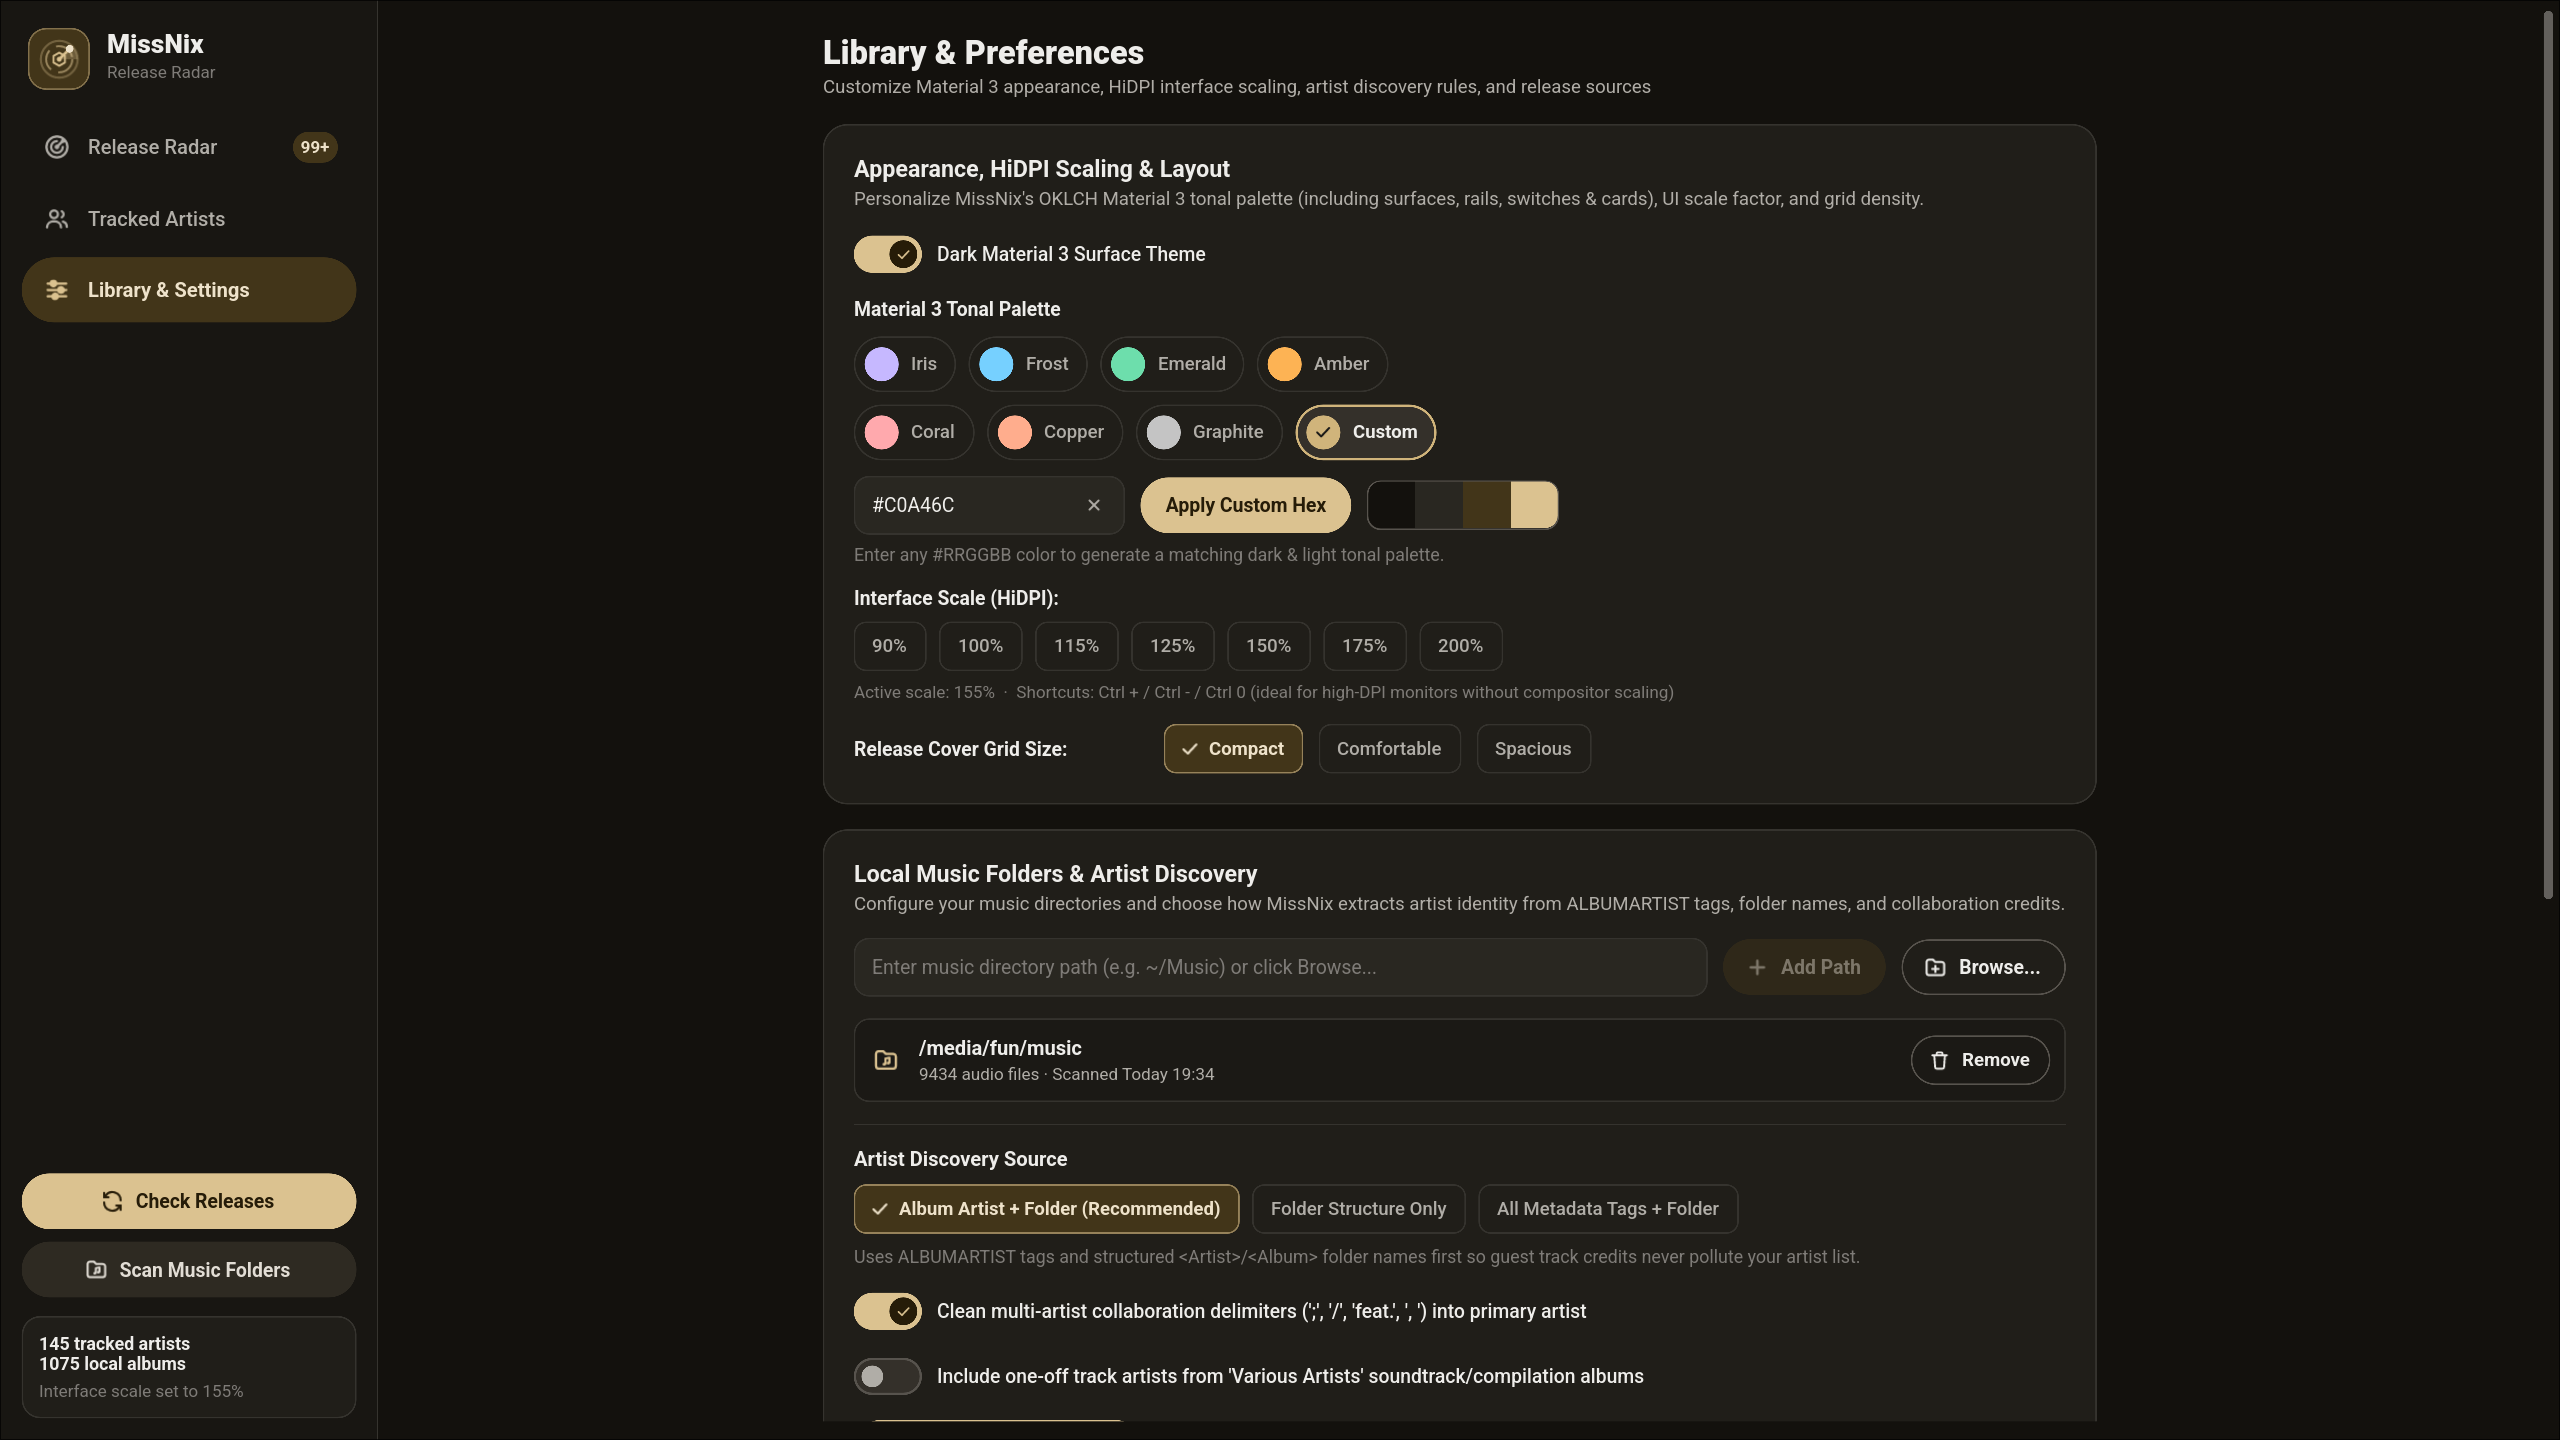 MissNix
Release Radar
Release Radar 99+
Tracked Artists
Library & Settings
Check Releases
Scan Music Folders
145 tracked artists
1075 local albums
Interface scale set to 155%
Library & Preferences
Customize Material 3 appearance, HiDPI interface scaling, artist discovery rules, and release sources
Appearance, HiDPI Scaling & Layout
Personalize MissNix's OKLCH Material 3 tonal palette (including surfaces, rails, switches & cards), UI scale factor, and grid density.
Dark Material 3 Surface Theme
Material 3 Tonal Palette
Iris Frost Emerald Amber
Coral Copper Graphite Custom
#C0A46C Apply Custom Hex
Enter any #RRGGBB color to generate a matching dark & light tonal palette.
Interface Scale (HiDPI):
90% 100% 115% 125% 150% 175% 200%
Active scale: 155% · Shortcuts: Ctrl + / Ctrl - / Ctrl 0 (ideal for high-DPI monitors without compositor scaling)
Release Cover Grid Size: Compact Comfortable Spacious
Local Music Folders & Artist Discovery
Configure your music directories and choose how MissNix extracts artist identity from ALBUMARTIST tags, folder names, and collaboration credits.
Enter music directory path (e.g. ~/Music) or click Browse... Add Path Browse...
/media/fun/music
9434 audio files · Scanned Today 19:34
Remove
Artist Discovery Source
Album Artist + Folder (Recommended) Folder Structure Only All Metadata Tags + Folder
Uses ALBUMARTIST tags and structured <Artist>/<Album> folder names first so guest track credits never pollute your artist list.
Clean multi-artist collaboration delimiters (';', '/', 'feat.', ', ') into primary artist
Include one-off track artists from 'Various Artists' soundtrack/compilation albums